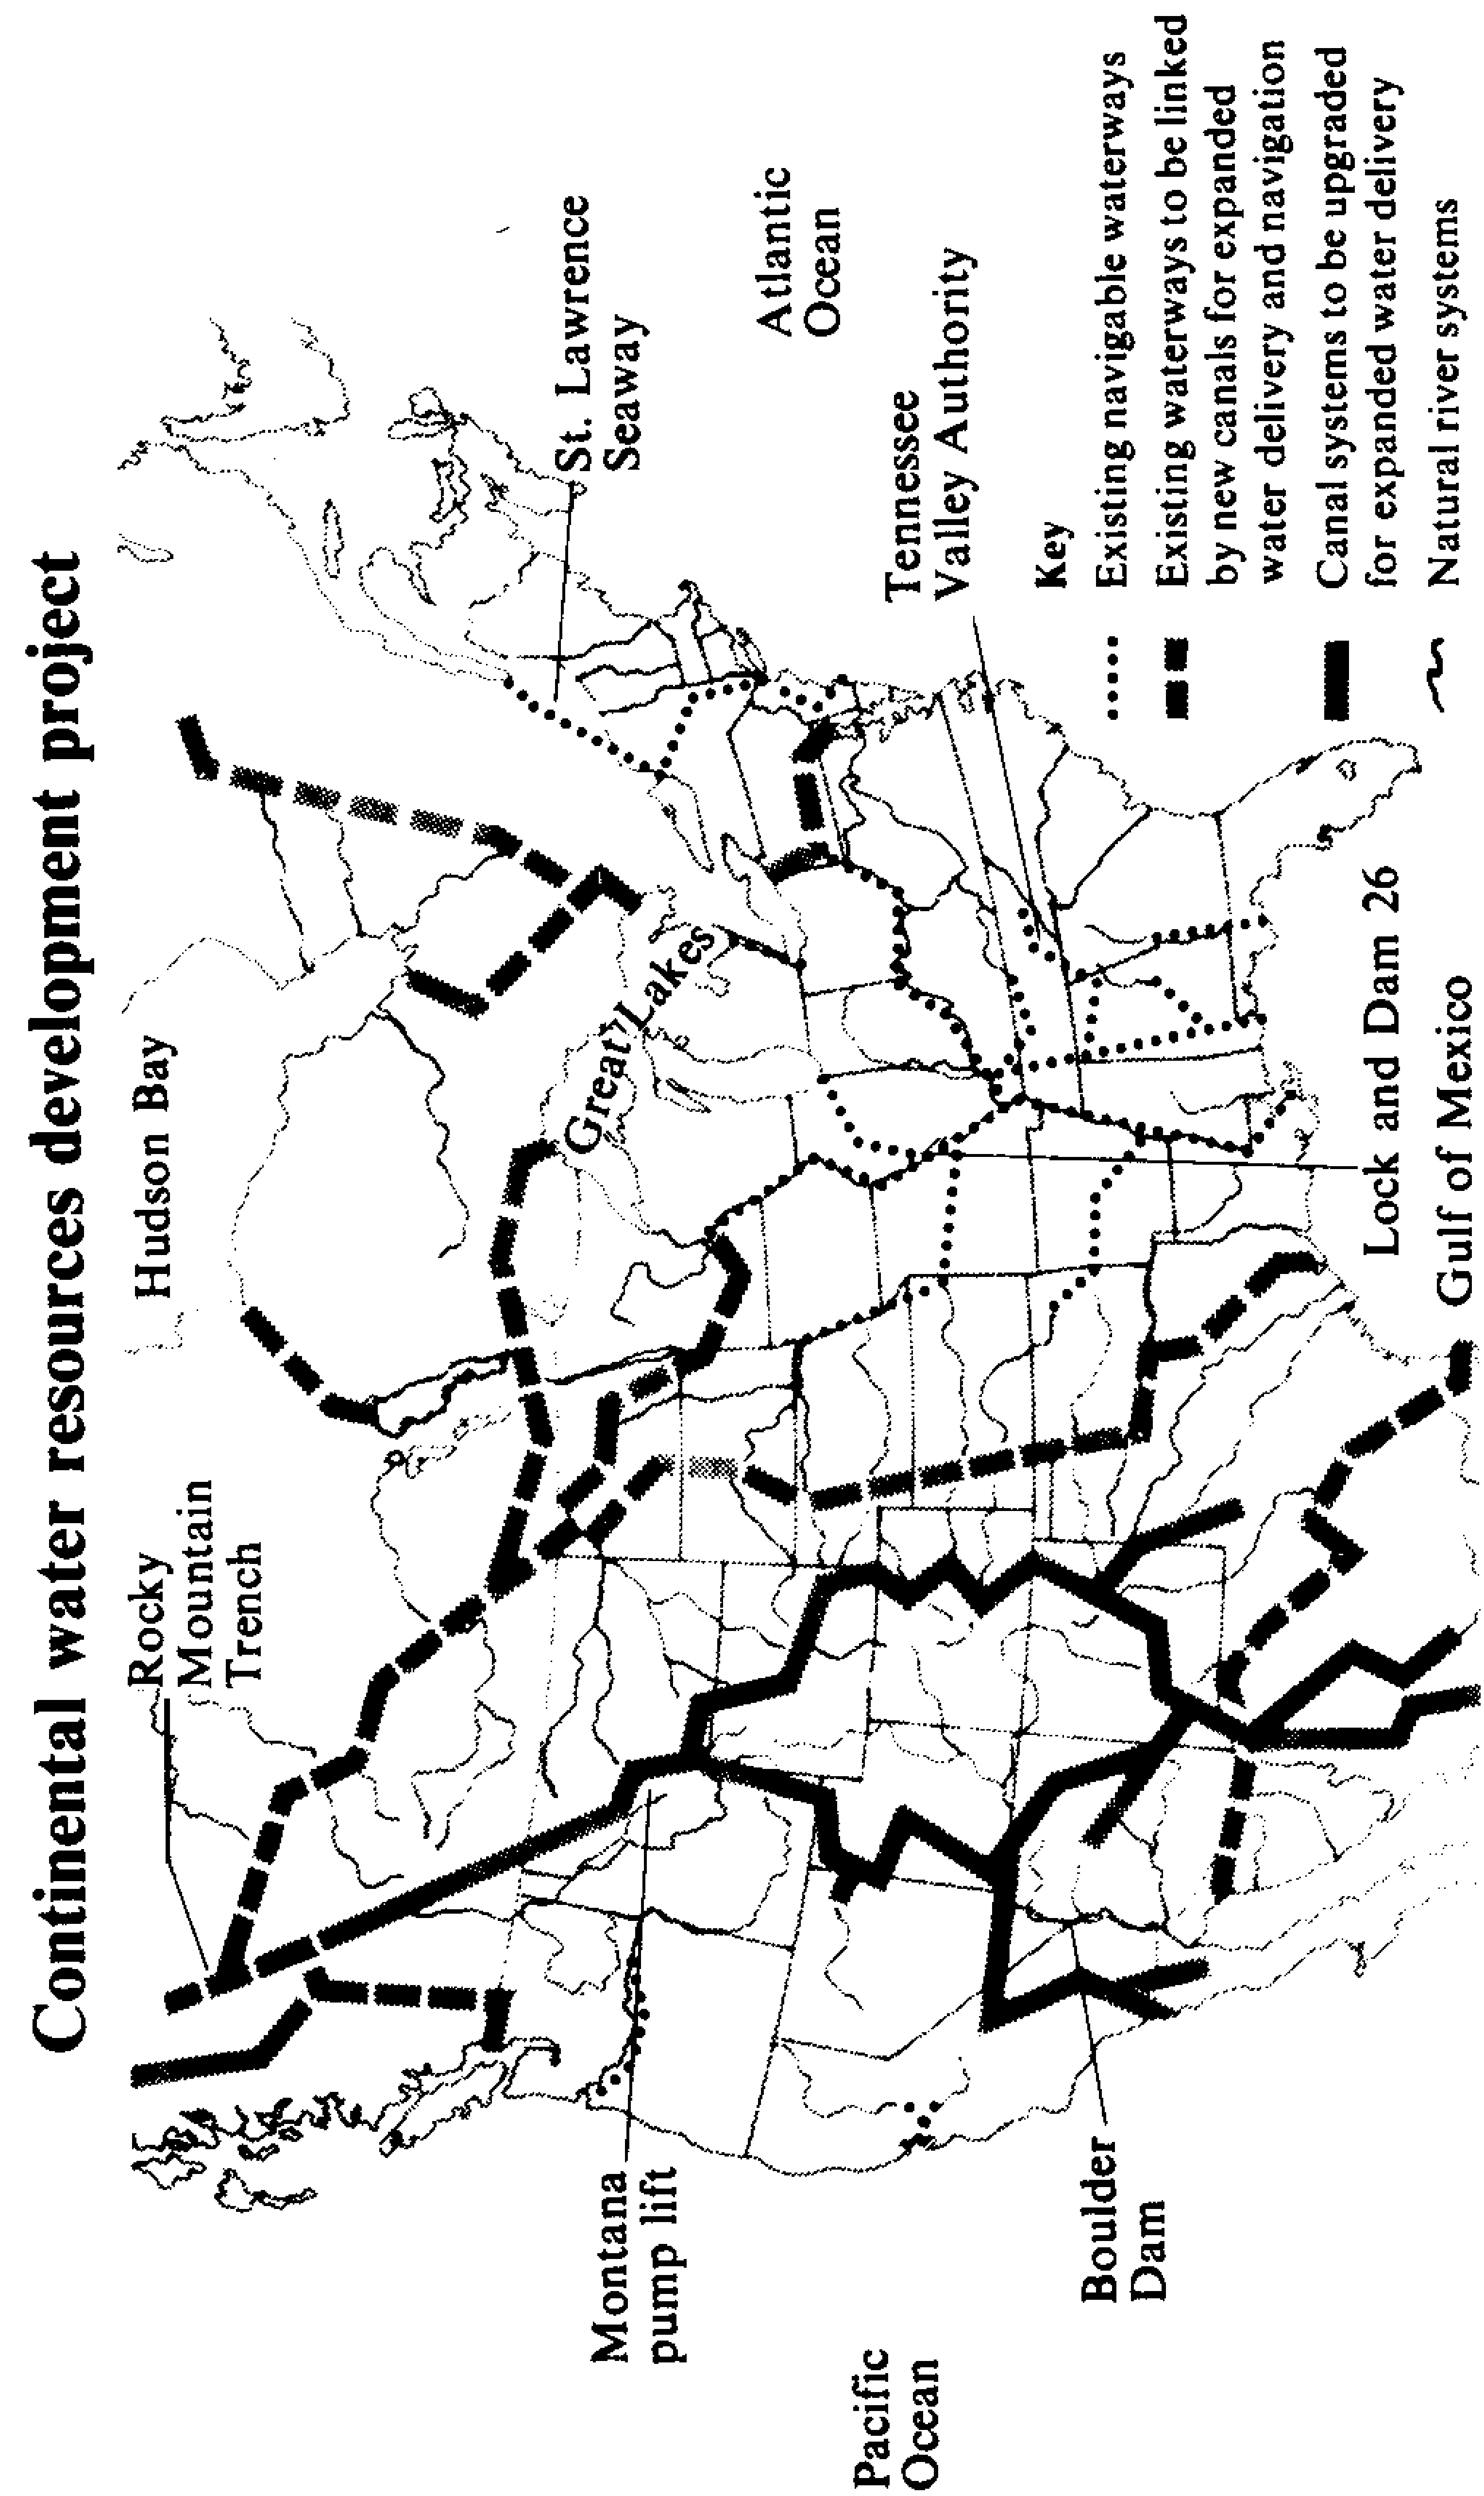 Continental water resources development project
Rocky
Mountain
Trench
Hudson Bay
Montana
pump lift
Great Lakes
St. Lawrence
Seaway
Pacific
Ocean
Atlantic
Ocean
Boulder
Dam
Tennessee
Valley Authority
Lock and Dam 26
Gulf of Mexico
Key
Existing navigable waterways
Existing waterways to be linked
by new canals for expanded
water delivery and navigation
Canal systems to be upgraded
for expanded water delivery
Natural river systems